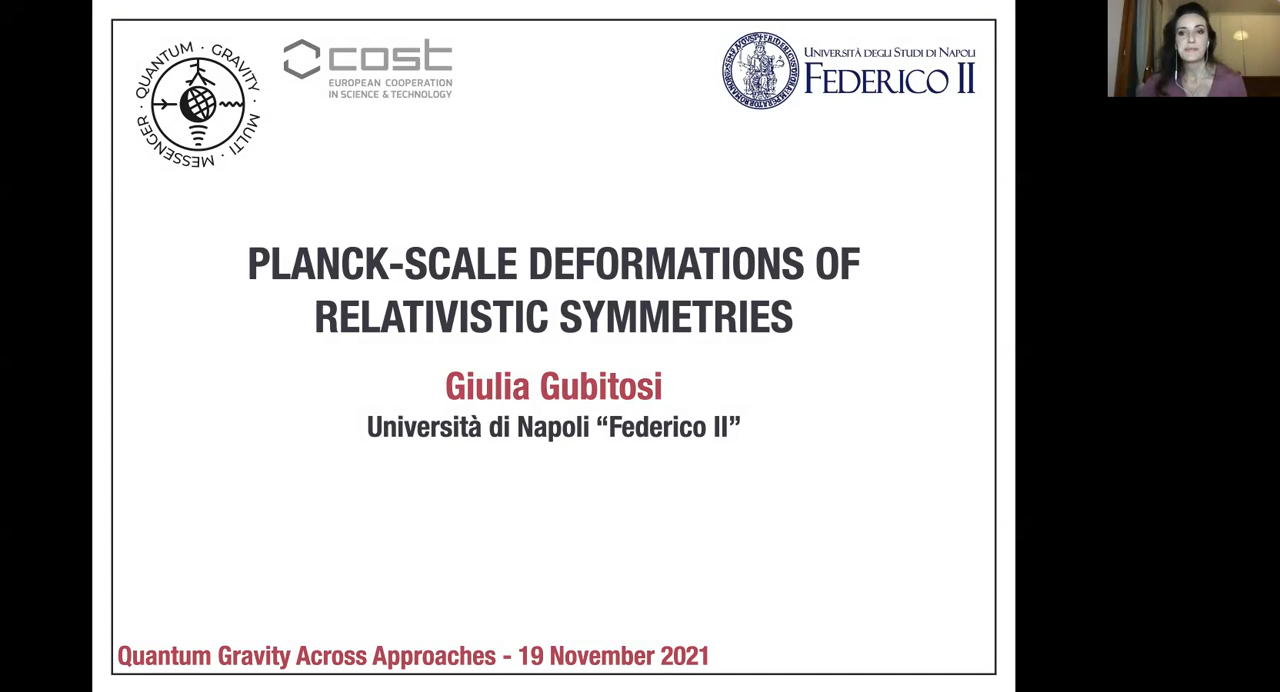 QUANTUM · GRAVITY · MULTI · MESSENGER ·
cost
EUROPEAN COOPERATION
IN SCIENCE & TECHNOLOGY
UNIVERSITÀ DEGLI STUDI DI NAPOLI
FEDERICO II
PLANCK-SCALE DEFORMATIONS OF
RELATIVISTIC SYMMETRIES
Giulia Gubitosi
Università di Napoli “Federico II”
Quantum Gravity Across Approaches - 19 November 2021